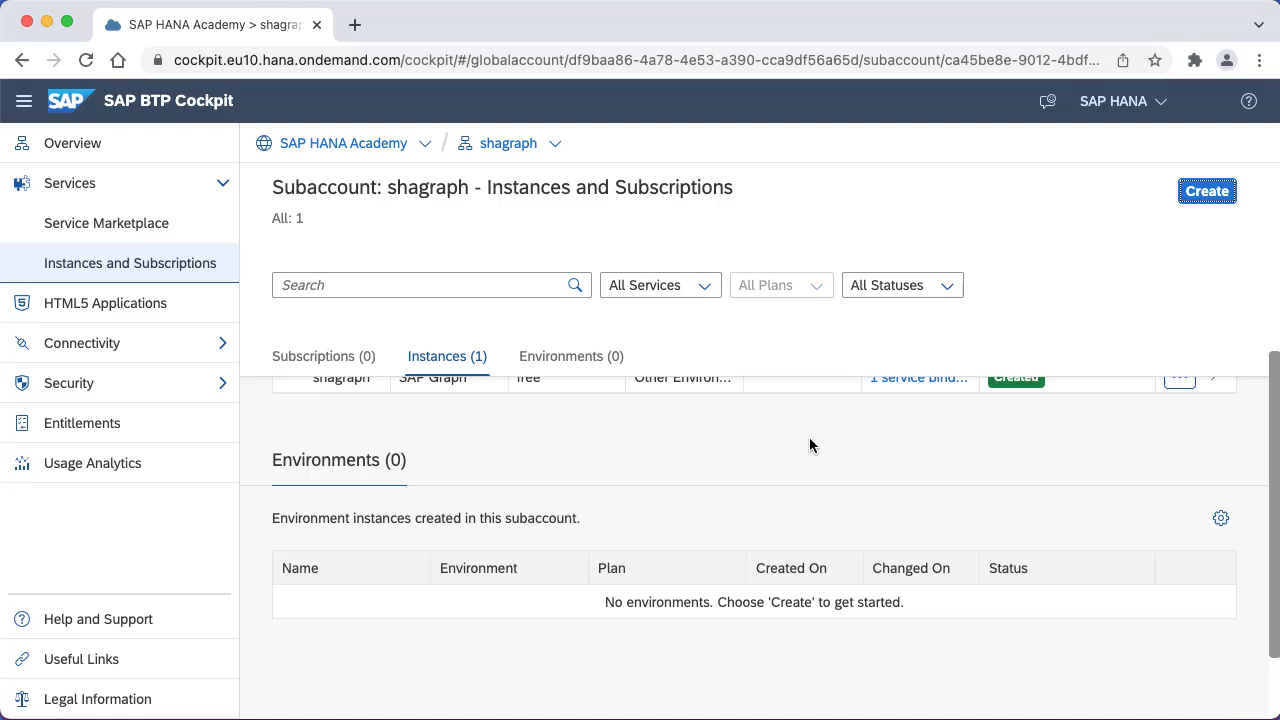 SAP HANA Academy > shagra
cockpit.eu10.hana.ondemand.com/cockpit/#/globalaccount/df9baa86-4a78-4e53-a390-cca9df56a65d/subaccount/ca45be8e-9012-4bdf...
SAP SAP BTP Cockpit
SAP HANA
Overview
Services
Service Marketplace
Instances and Subscriptions
HTML5 Applications
Connectivity
Security
Entitlements
Usage Analytics
Help and Support
Useful Links
Legal Information
SAP HANA Academy / shagraph
Subaccount: shagraph - Instances and Subscriptions
Create
All: 1
Search All Services All Plans All Statuses
Subscriptions (0) Instances (1) Environments (0)
shagraph SAP Graph free Other Environ... 1 service bind... Created
Environments (0)
Environment instances created in this subaccount.
Name Environment Plan Created On Changed On Status
No environments. Choose 'Create' to get started.